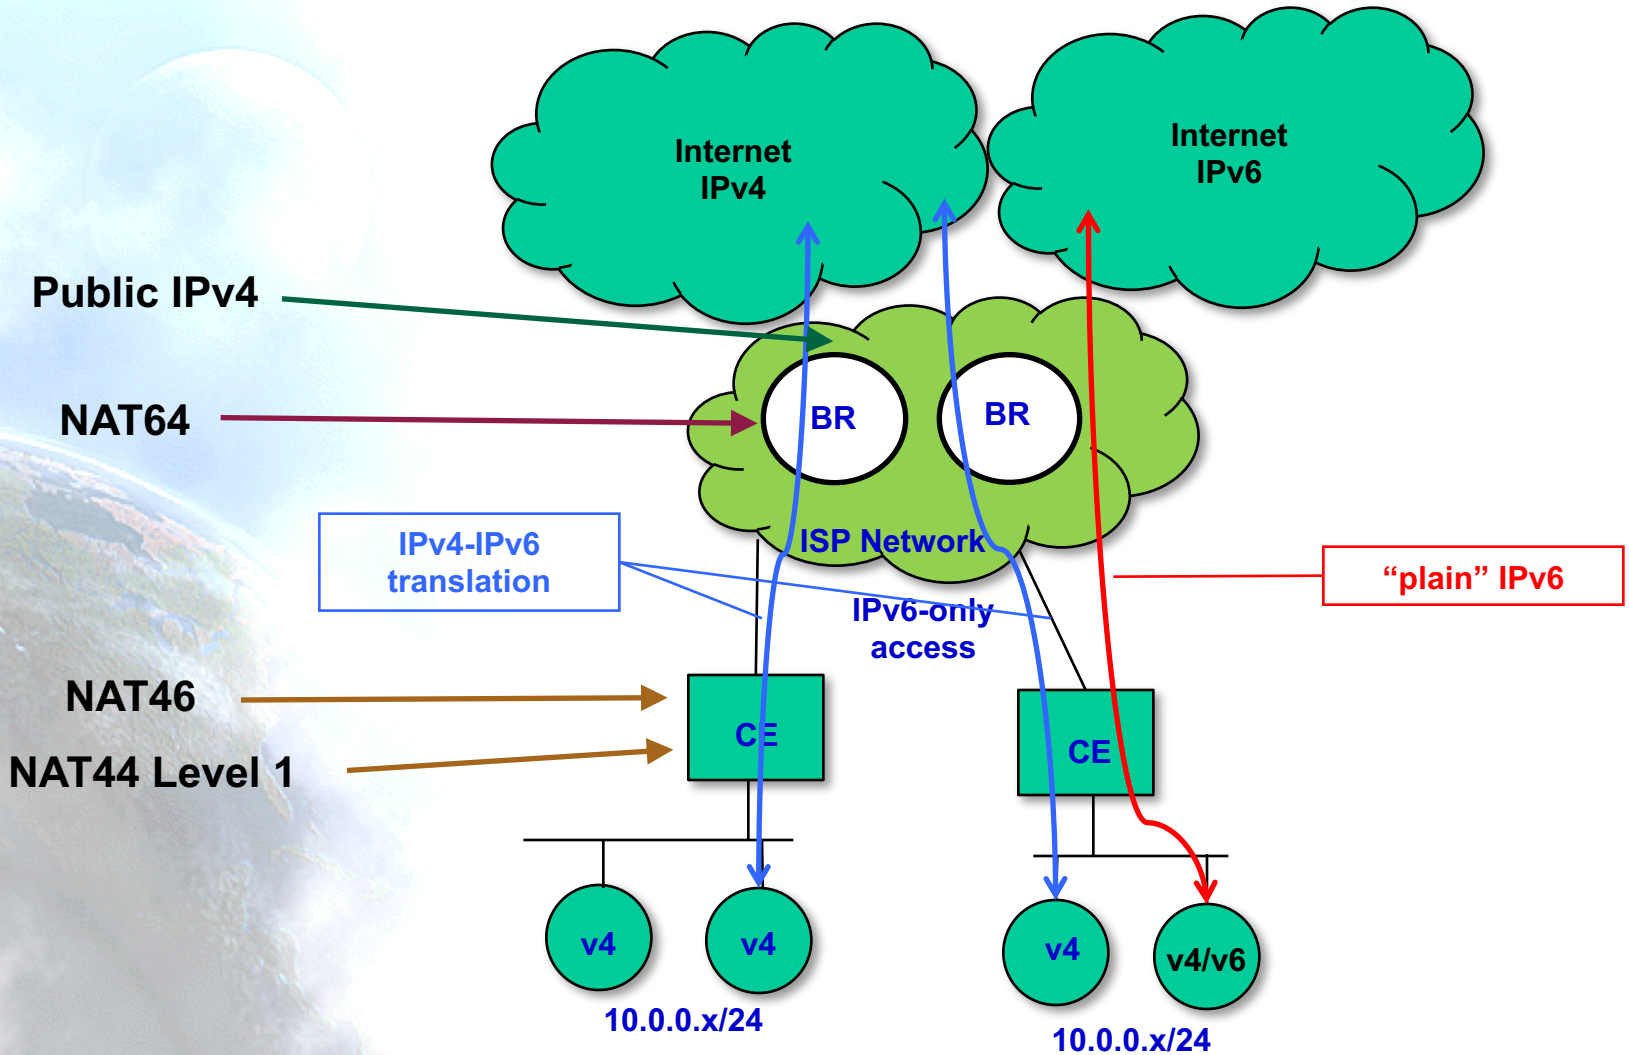 Internet
IPv4
Internet
IPv6
Public IPv4
NAT64
BR
BR
ISP Network
IPv4-IPv6
translation
“plain” IPv6
IPv6-only
access
NAT46
NAT44 Level 1
CE
CE
v4
v4
v4
v4/v6
10.0.0.x/24
10.0.0.x/24